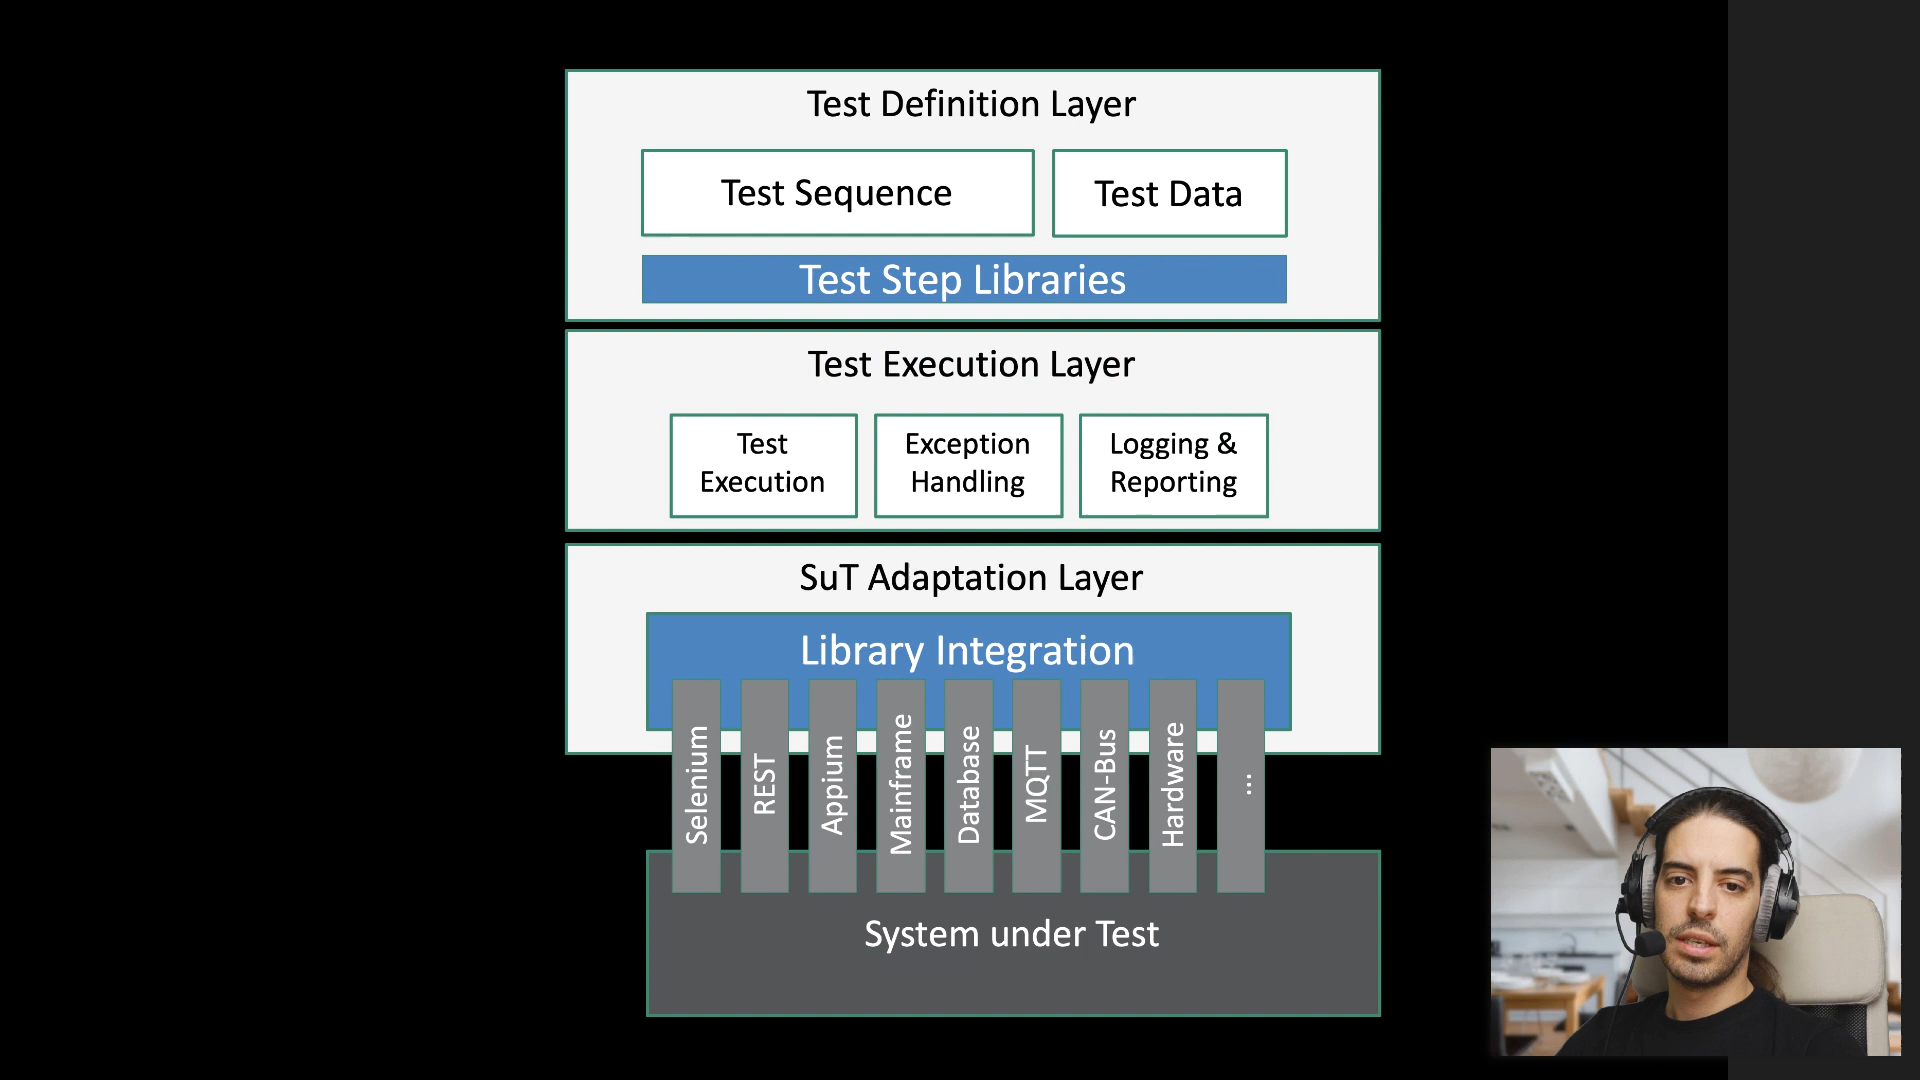 Test Definition Layer
Test Sequence
Test Data
Test Step Libraries
Test Execution Layer
Test
Execution
Exception
Handling
Logging &
Reporting
SuT Adaptation Layer
Library Integration
Selenium
REST
Appium
Mainframe
Database
MQTT
CAN-Bus
Hardware
...
System under Test